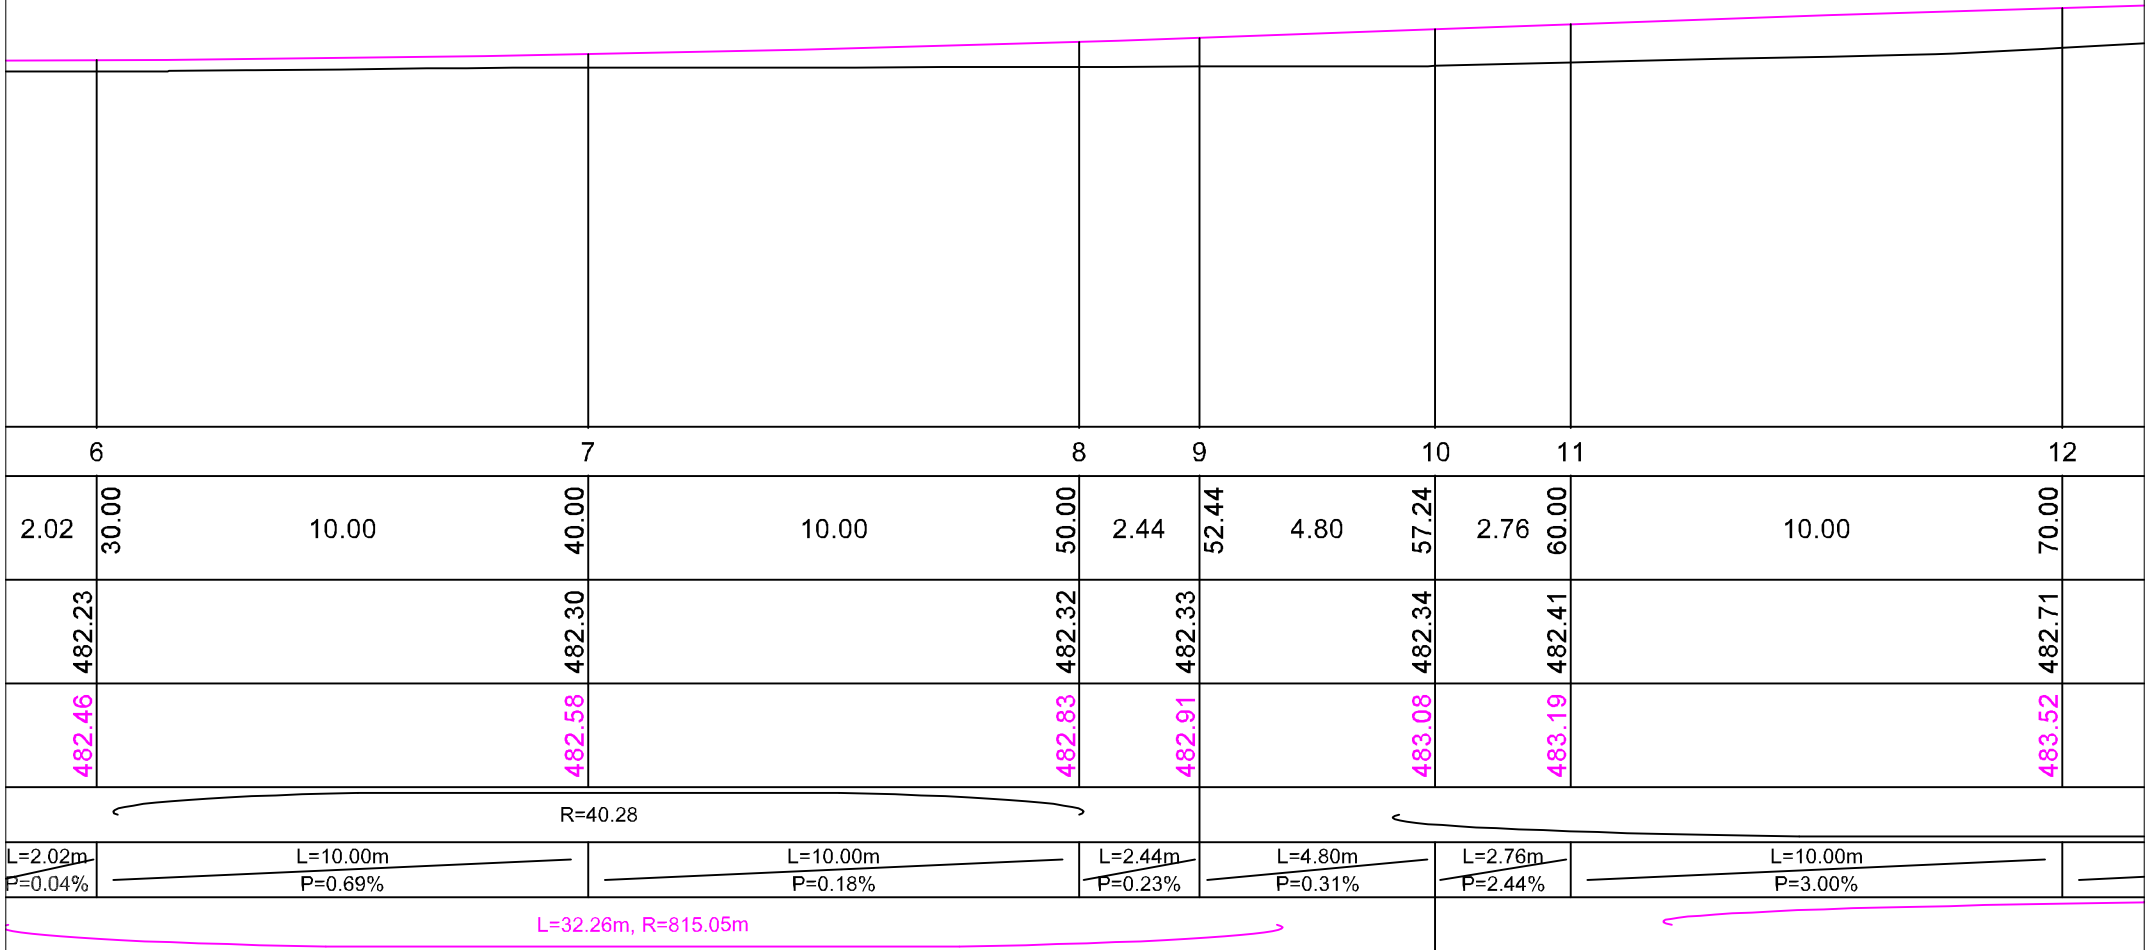 6 7 8 9 10 11 12
2.02 30.00 10.00 40.00 10.00 50.00 2.44 52.44 4.80 57.24 2.76 60.00 10.00 70.00
482.23 482.30 482.32 482.33 482.34 482.41 482.71
482.46 482.58 482.83 482.91 483.08 483.19 483.52
R=40.28
L=2.02m L=10.00m L=10.00m L=2.44m L=4.80m L=2.76m L=10.00m
P=0.04% P=0.69% P=0.18% P=0.23% P=0.31% P=2.44% P=3.00%
L=32.26m, R=815.05m